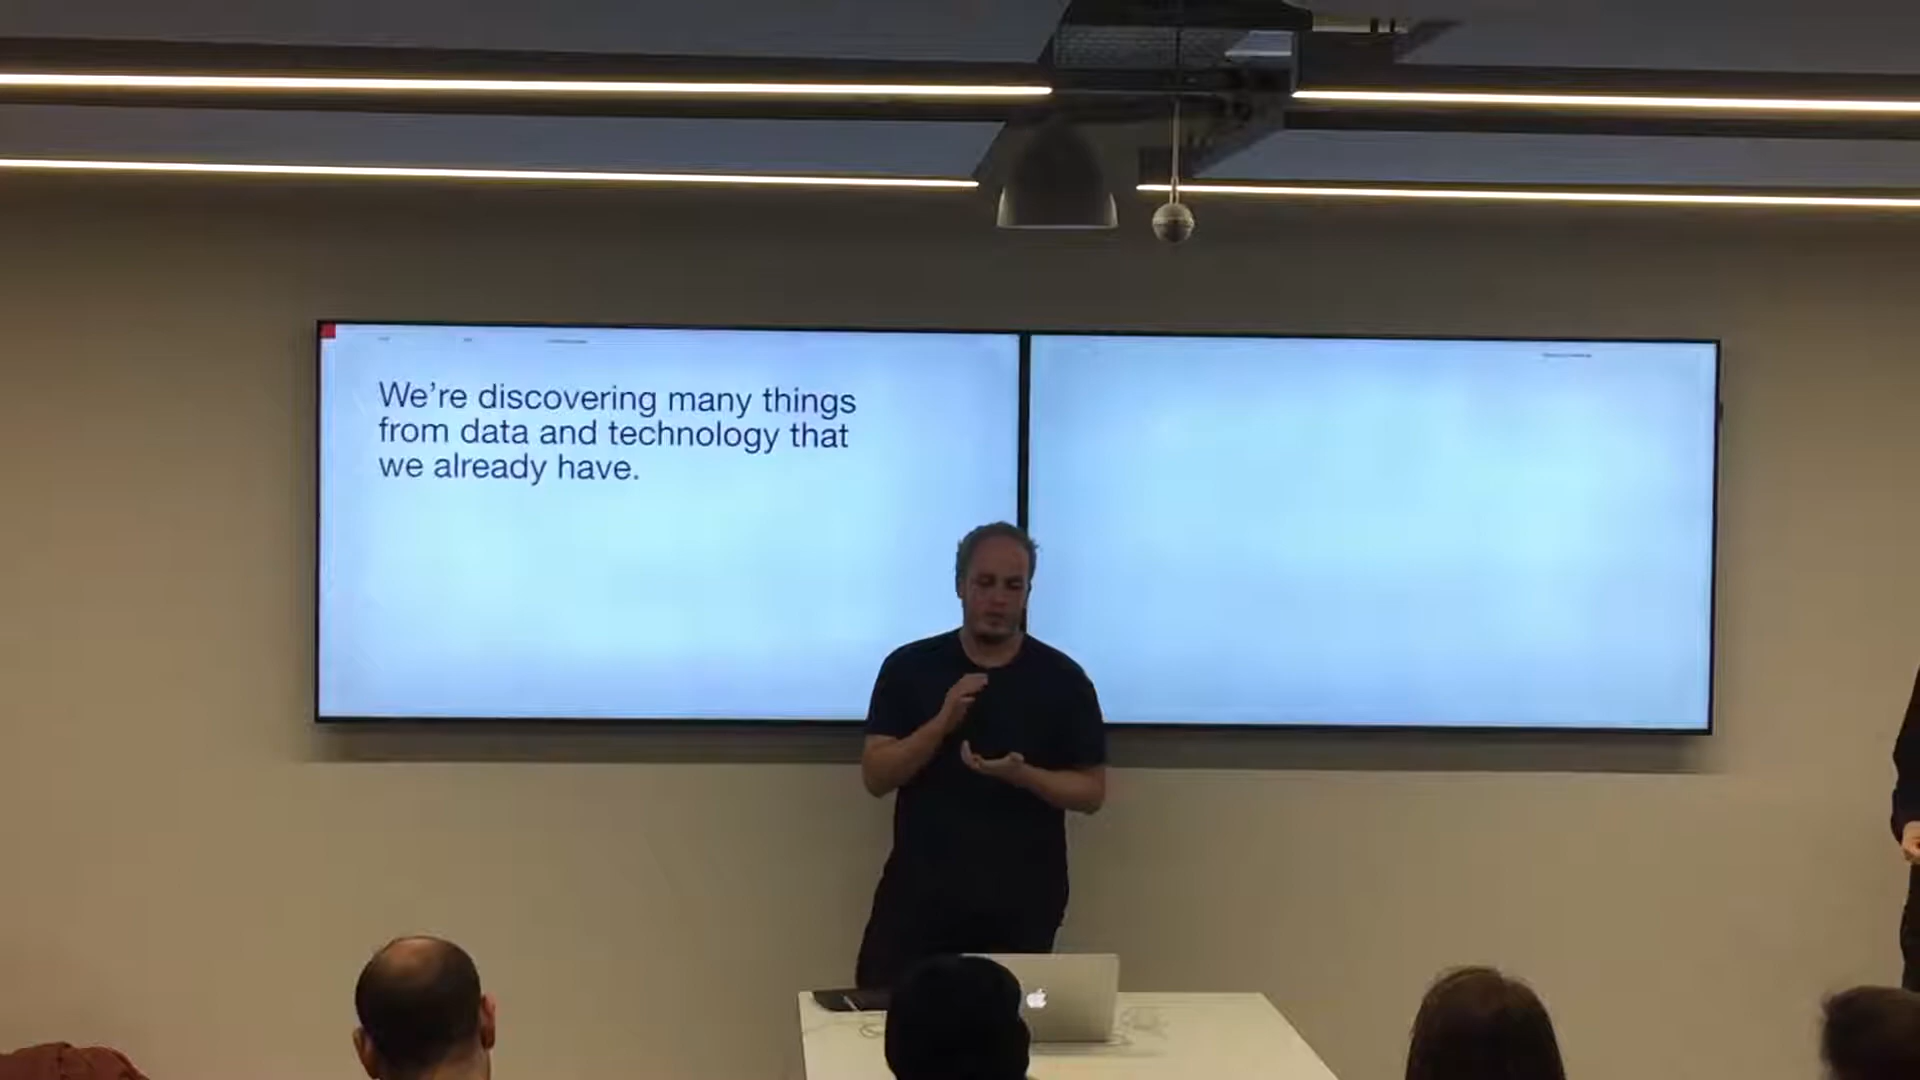 We're discovering many things
from data and technology that
we already have.